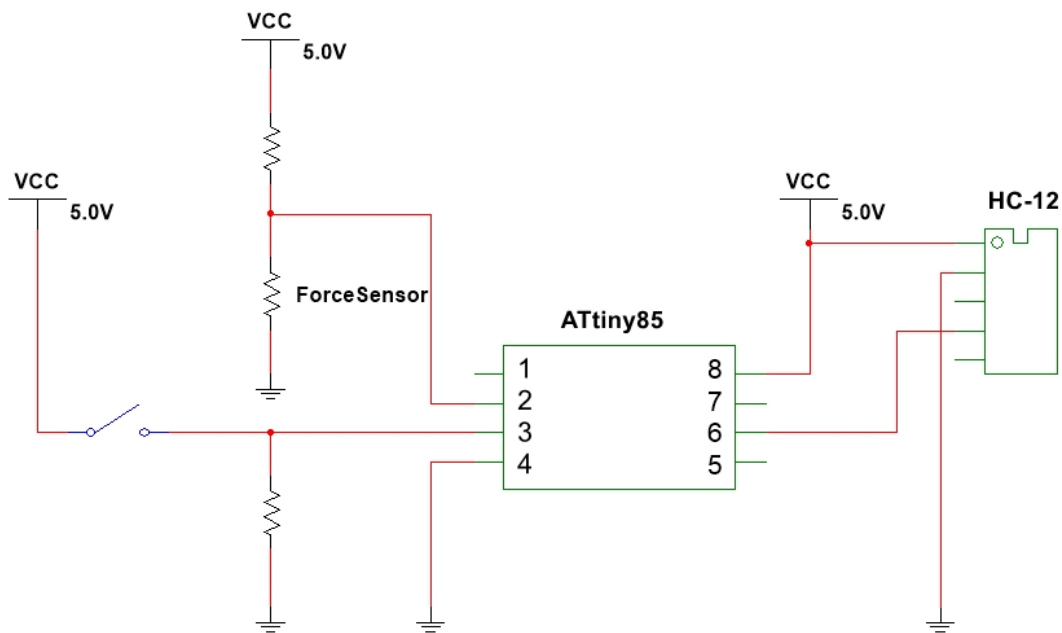 VCC
5.0V
VCC
5.0V
VCC
5.0V
HC-12
ForceSensor
ATtiny85
1 8
2 7
3 6
4 5